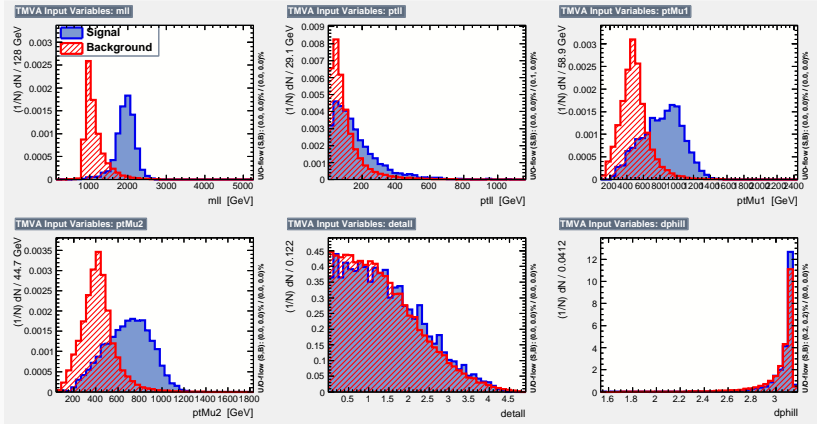 TMVA Input Variables: mll
(1/N) dN / 128 GeV
0.003
0.0025
0.002
0.0015
0.001
0.0005
0
Signal
Background
1000 2000 3000 4000 5000
mll [GeV]
U/O-flow (S,B): (0.0, 0.0)% / (0.0, 0.0)%
TMVA Input Variables: ptll
(1/N) dN / 29.1 GeV
0.009
0.008
0.007
0.006
0.005
0.004
0.003
0.002
0.001
0
200 400 600 800 1000
ptll [GeV]
U/O-flow (S,B): (0.0, 0.0)% / (0.1, 0.0)%
TMVA Input Variables: ptMu1
(1/N) dN / 58.9 GeV
0.003
0.0025
0.002
0.0015
0.001
0.0005
0
200 400 600 800 1000 1200 1400 1600 1800 2000 2200 2400
ptMu1 [GeV]
U/O-flow (S,B): (0.0, 0.0)% / (0.0, 0.0)%
TMVA Input Variables: ptMu2
(1/N) dN / 44.7 GeV
0.0035
0.003
0.0025
0.002
0.0015
0.001
0.0005
0
200 400 600 800 1000 1200 1400 1600 1800
ptMu2 [GeV]
U/O-flow (S,B): (0.0, 0.0)% / (0.0, 0.0)%
TMVA Input Variables: detall
(1/N) dN / 0.122
0.45
0.4
0.35
0.3
0.25
0.2
0.15
0.1
0.05
0
0.5 1 1.5 2 2.5 3 3.5 4 4.5
detall
U/O-flow (S,B): (0.0, 0.0)% / (0.0, 0.0)%
TMVA Input Variables: dphill
(1/N) dN / 0.0412
12
10
8
6
4
2
0
1.6 1.8 2 2.2 2.4 2.6 2.8 3
dphill
U/O-flow (S,B): (0.2, 0.2)% / (0.0, 0.0)%